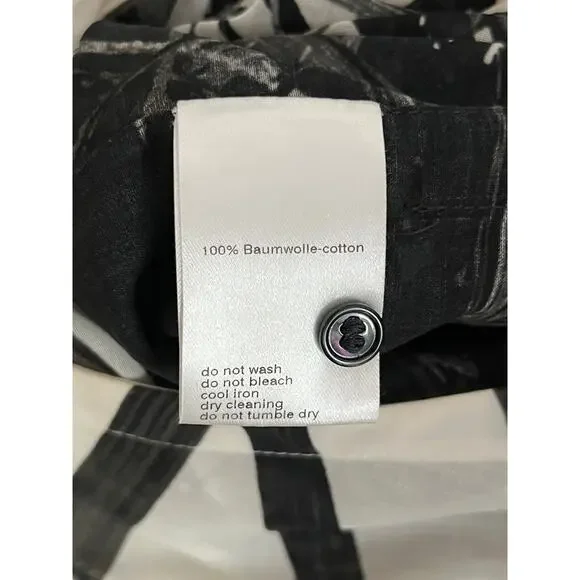 100% Baumwolle-cotton
do not wash
do not bleach
cool iron
dry cleaning
do not tumble dry